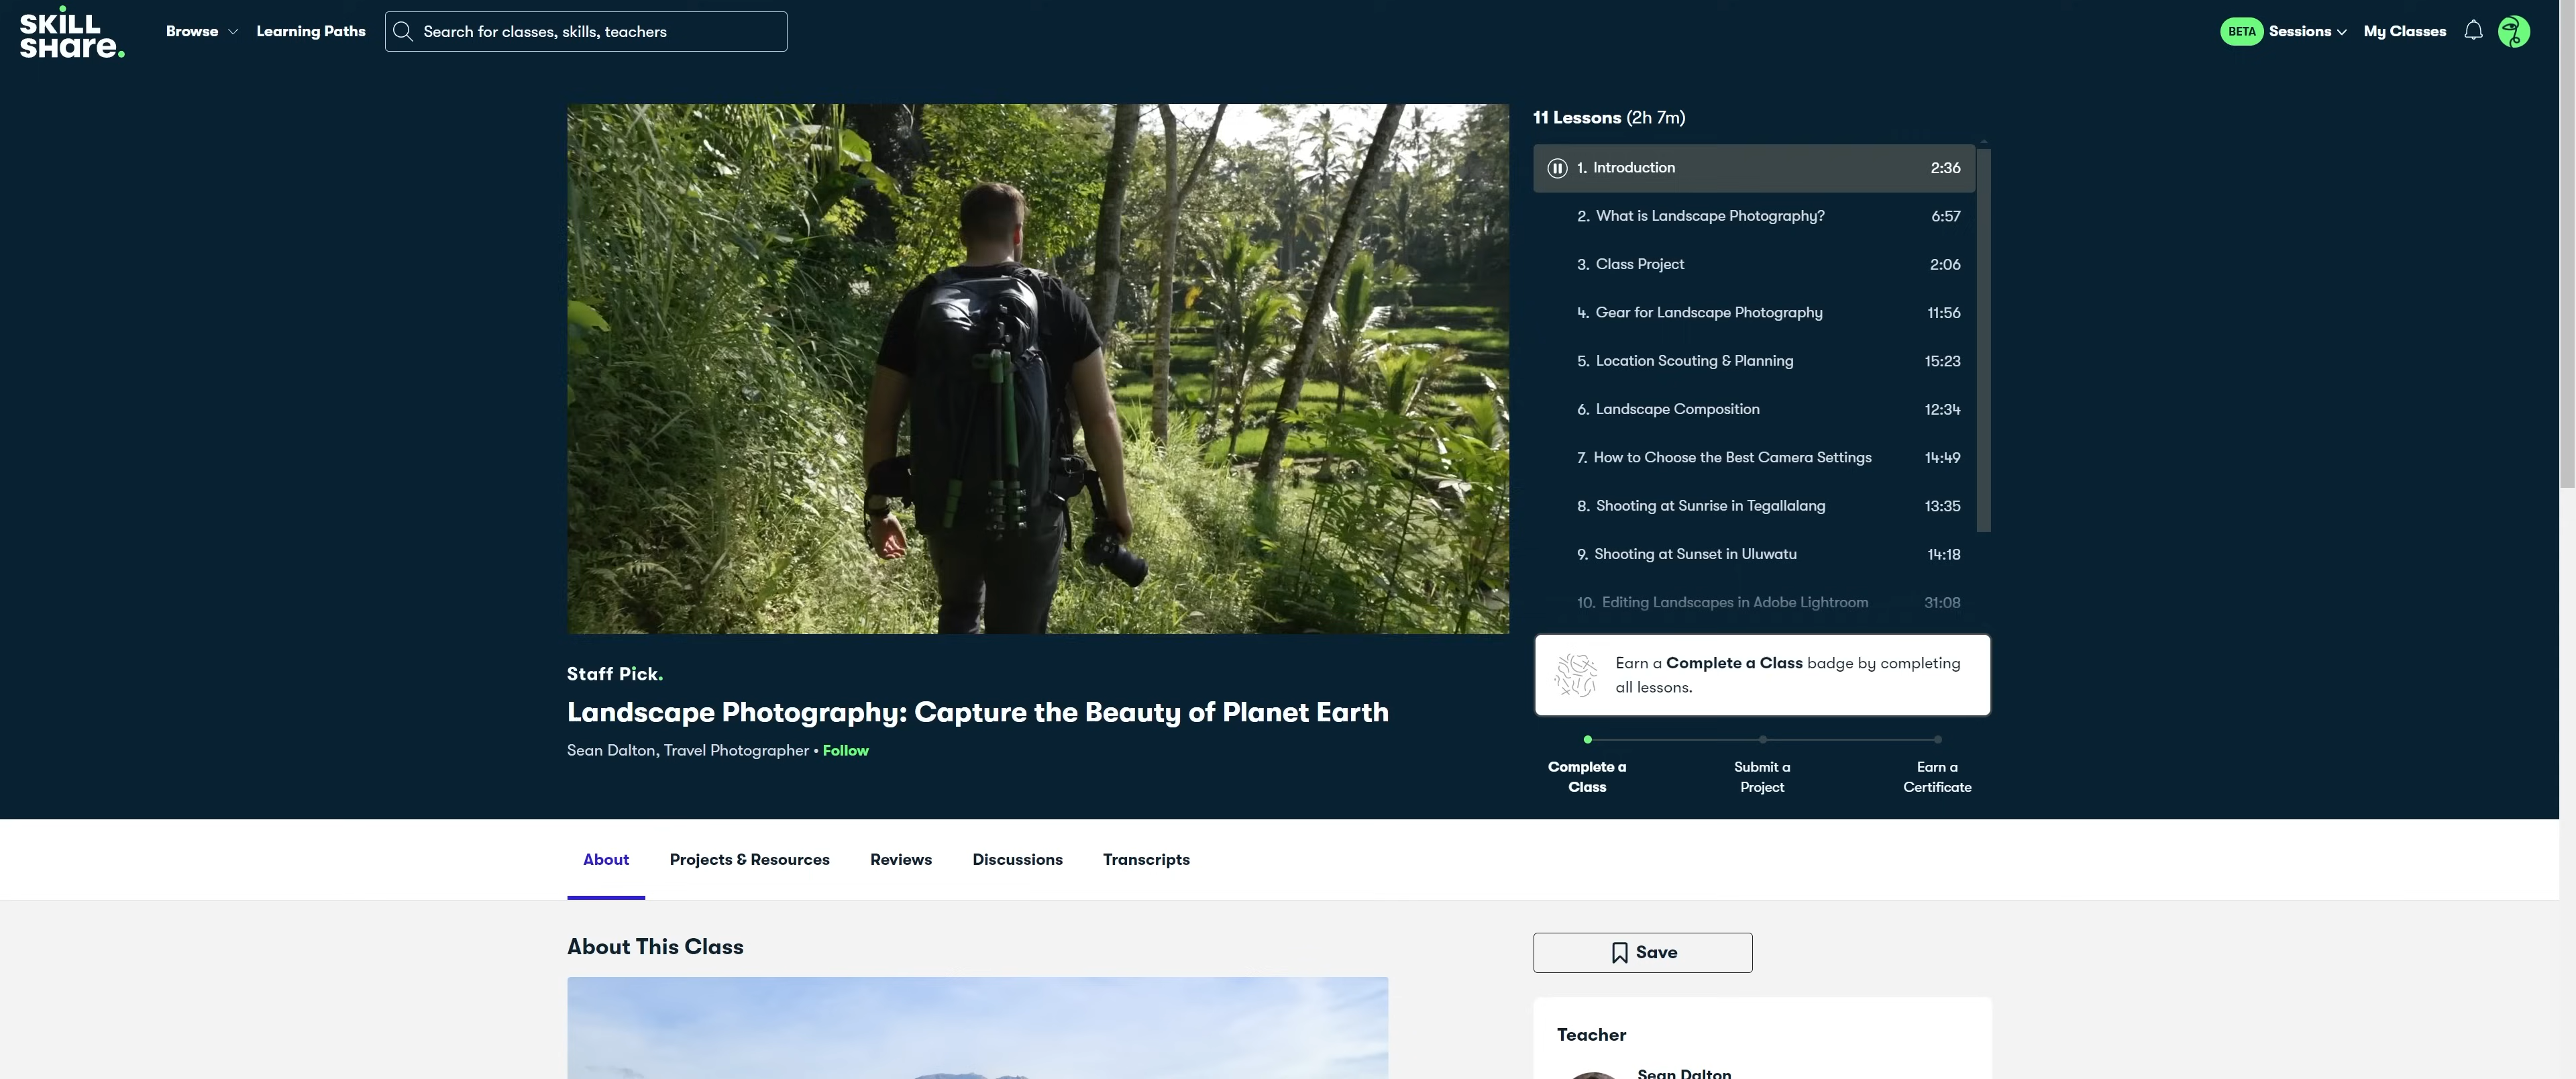 SKiLL
SHare.
Browse
Learning Paths
Search for classes, skills, teachers
BETA
Sessions
My Classes
11 Lessons (2h 7m)
1. Introduction 2:36
2. What is Landscape Photography? 6:57
3. Class Project 2:06
4. Gear for Landscape Photography 11:56
5. Location Scouting & Planning 15:23
6. Landscape Composition 12:34
7. How to Choose the Best Camera Settings 14:49
8. Shooting at Sunrise in Tegallalang 13:35
9. Shooting at Sunset in Uluwatu 14:18
10. Editing Landscapes in Adobe Lightroom 31:08
Earn a Complete a Class badge by completing
all lessons.
Complete a
Class
Submit a
Project
Earn a
Certificate
Staff Pick.
Landscape Photography: Capture the Beauty of Planet Earth
Sean Dalton, Travel Photographer • Follow
About
Projects & Resources
Reviews
Discussions
Transcripts
About This Class
Save
Teacher
Sean Dalton